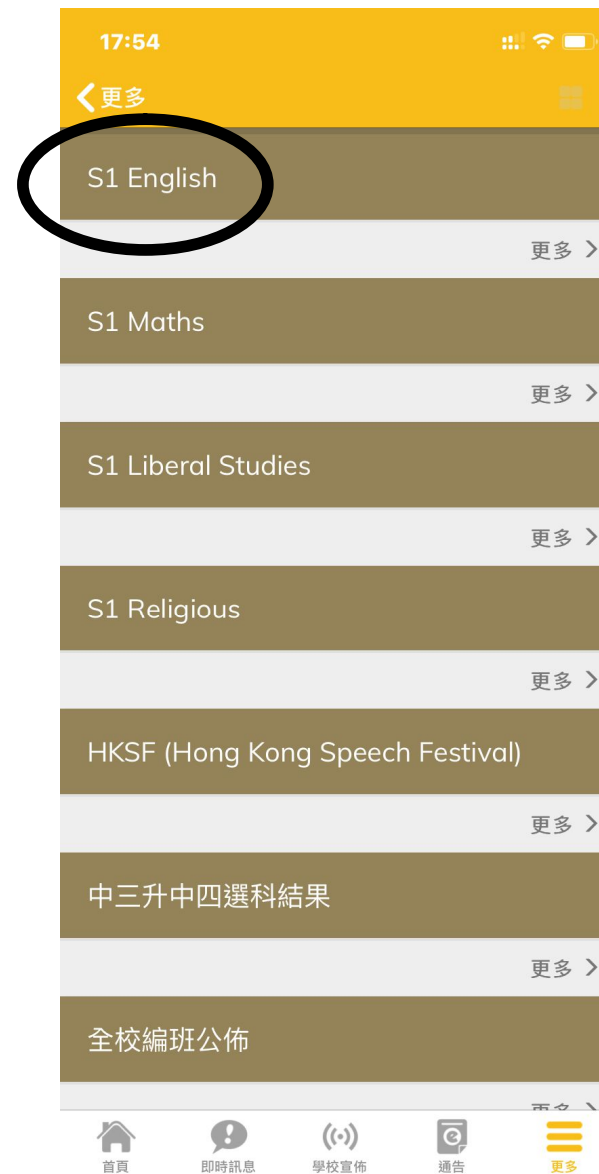 17:54
更多
S1 English
更多
S1 Maths
更多
S1 Liberal Studies
更多
S1 Religious
更多
HKSF (Hong Kong Speech Festival)
更多
中三升中四選科結果
更多
全校編班公佈
更多
首頁 即時訊息 學校宣佈 通告 更多